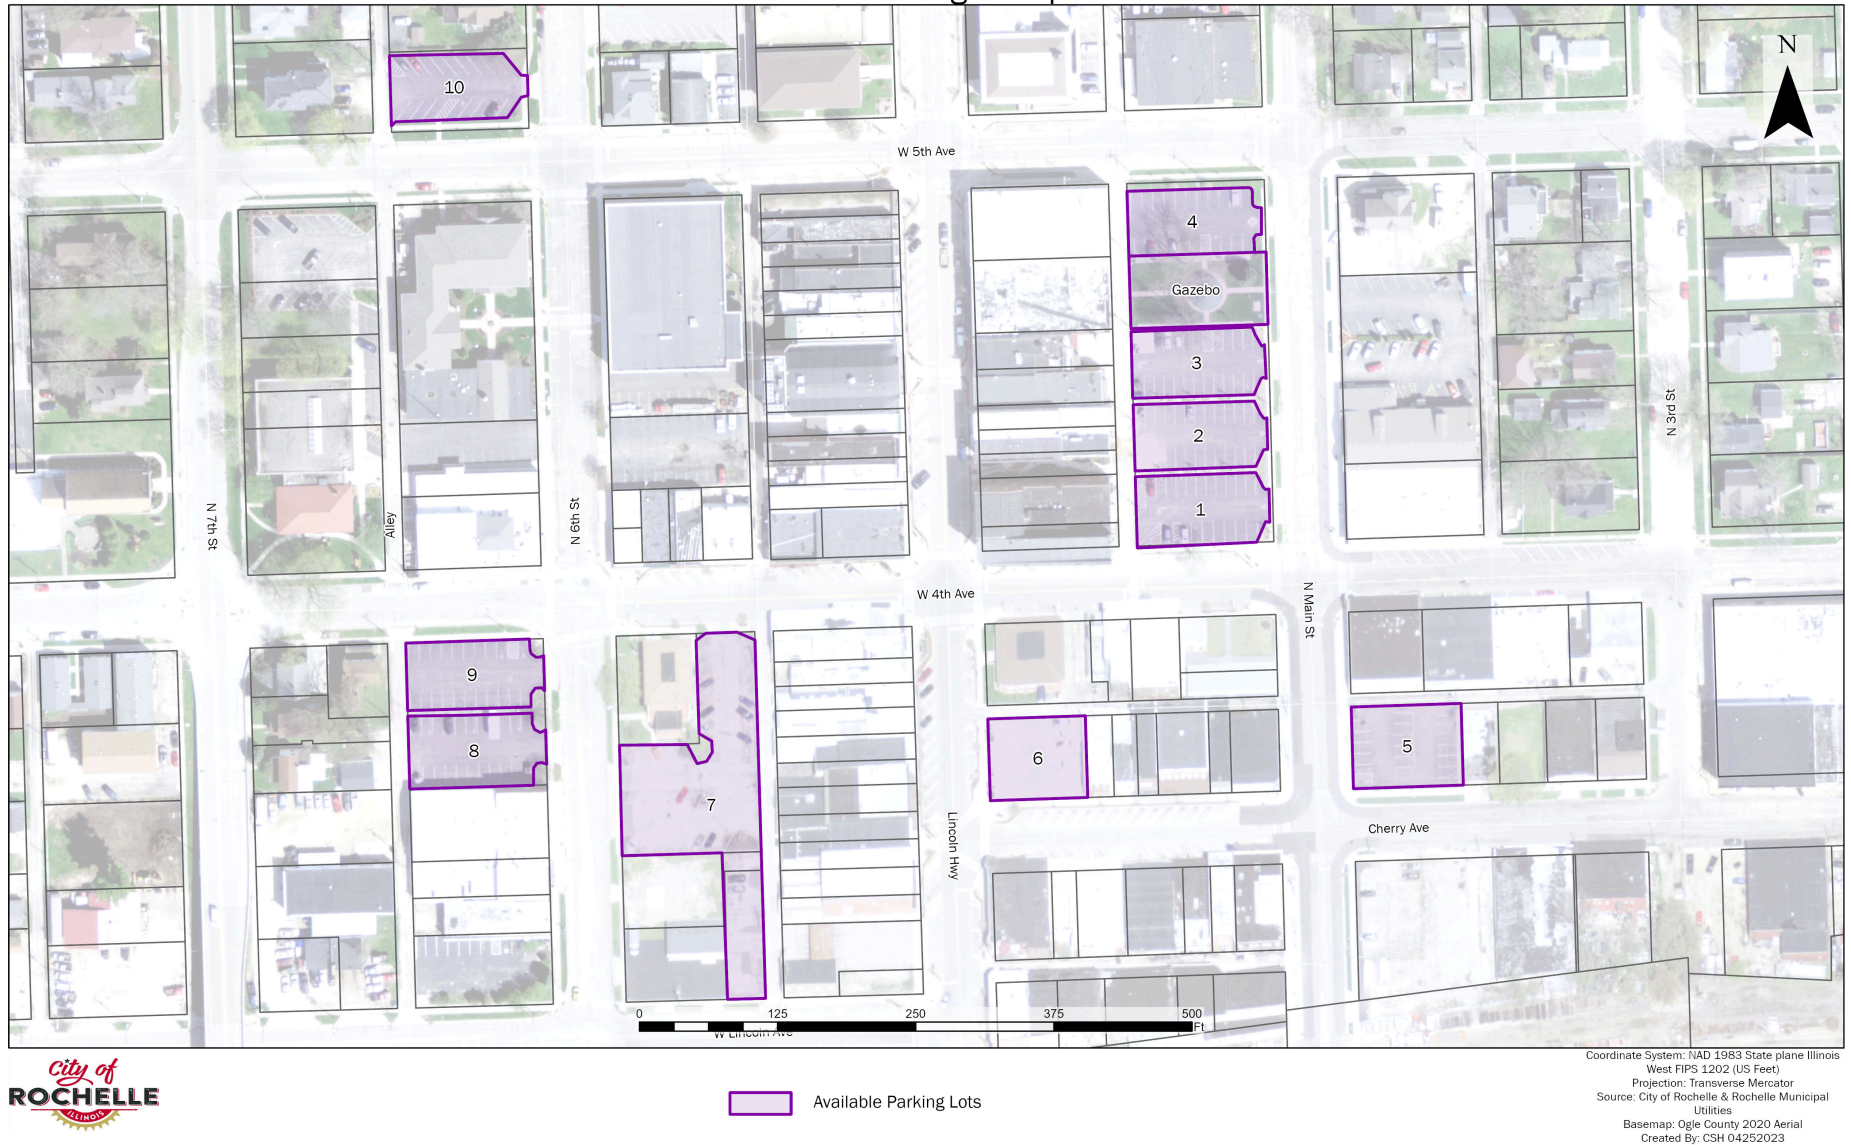 N
10
W 5th Ave
4
Gazebo
3
2
1
N 3rd St
N 7th St
Alley
N 6th St
W 4th Ave
N Main St
9
8
7
6
5
Lincoln Hwy
Cherry Ave
0 125 250 375 500
Ft
W Lincoln Ave
City of
ROCHELLE
ILLINOIS
Available Parking Lots
Coordinate System: NAD 1983 State plane Illinois
West FIPS 1202 (US Feet)
Projection: Transverse Mercator
Source: City of Rochelle & Rochelle Municipal
Utilities
Basemap: Ogle County 2020 Aerial
Created By: CSH 04252023